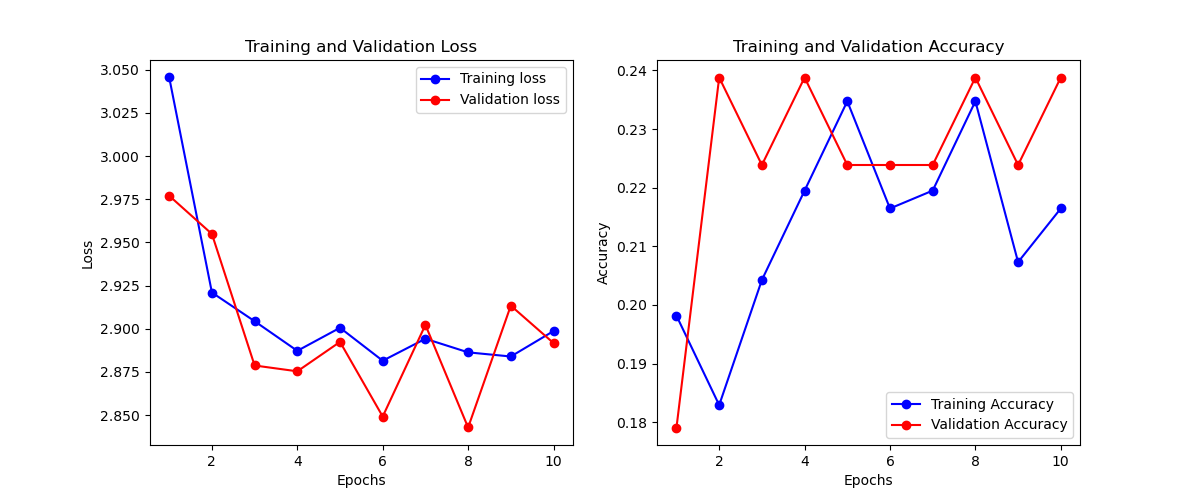 Training and Validation Loss
3.050
3.025
3.000
2.975
2.950
2.925
2.900
2.875
2.850
Loss
2 4 6 8 10
Epochs
Training loss
Validation loss
Training and Validation Accuracy
0.24
0.23
0.22
0.21
0.20
0.19
0.18
Accuracy
2 4 6 8 10
Epochs
Training Accuracy
Validation Accuracy